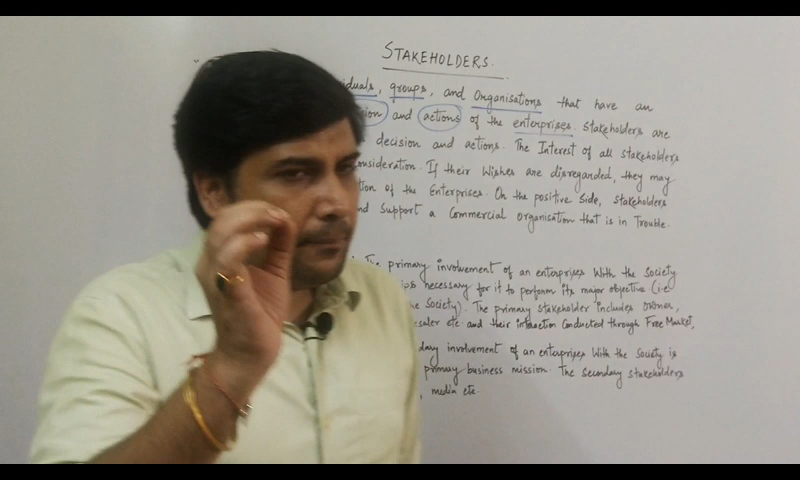 STAKEHOLDERS.
iduals, groups, and Organisations that have an
ion and actions of the enterprises. Stakeholders are
decision and actions. The Interest of all stakeholders
onsideration. If their Wishes are disregarded, they may
tion of the Enterprises. On the positive Side, Stakeholders
nd Support a Commercial Organisation that is in Trouble.
primary involvement of an enterprises With the Society
necessary for it to perform its major objective (i.e
e Society). The primary stakeholder includes owner,
saler etc and their interaction Conducted through Free Market.
dary involvement of an enterprises With the Society is
primary business mission. The Secondary stakeholders
, media etc.